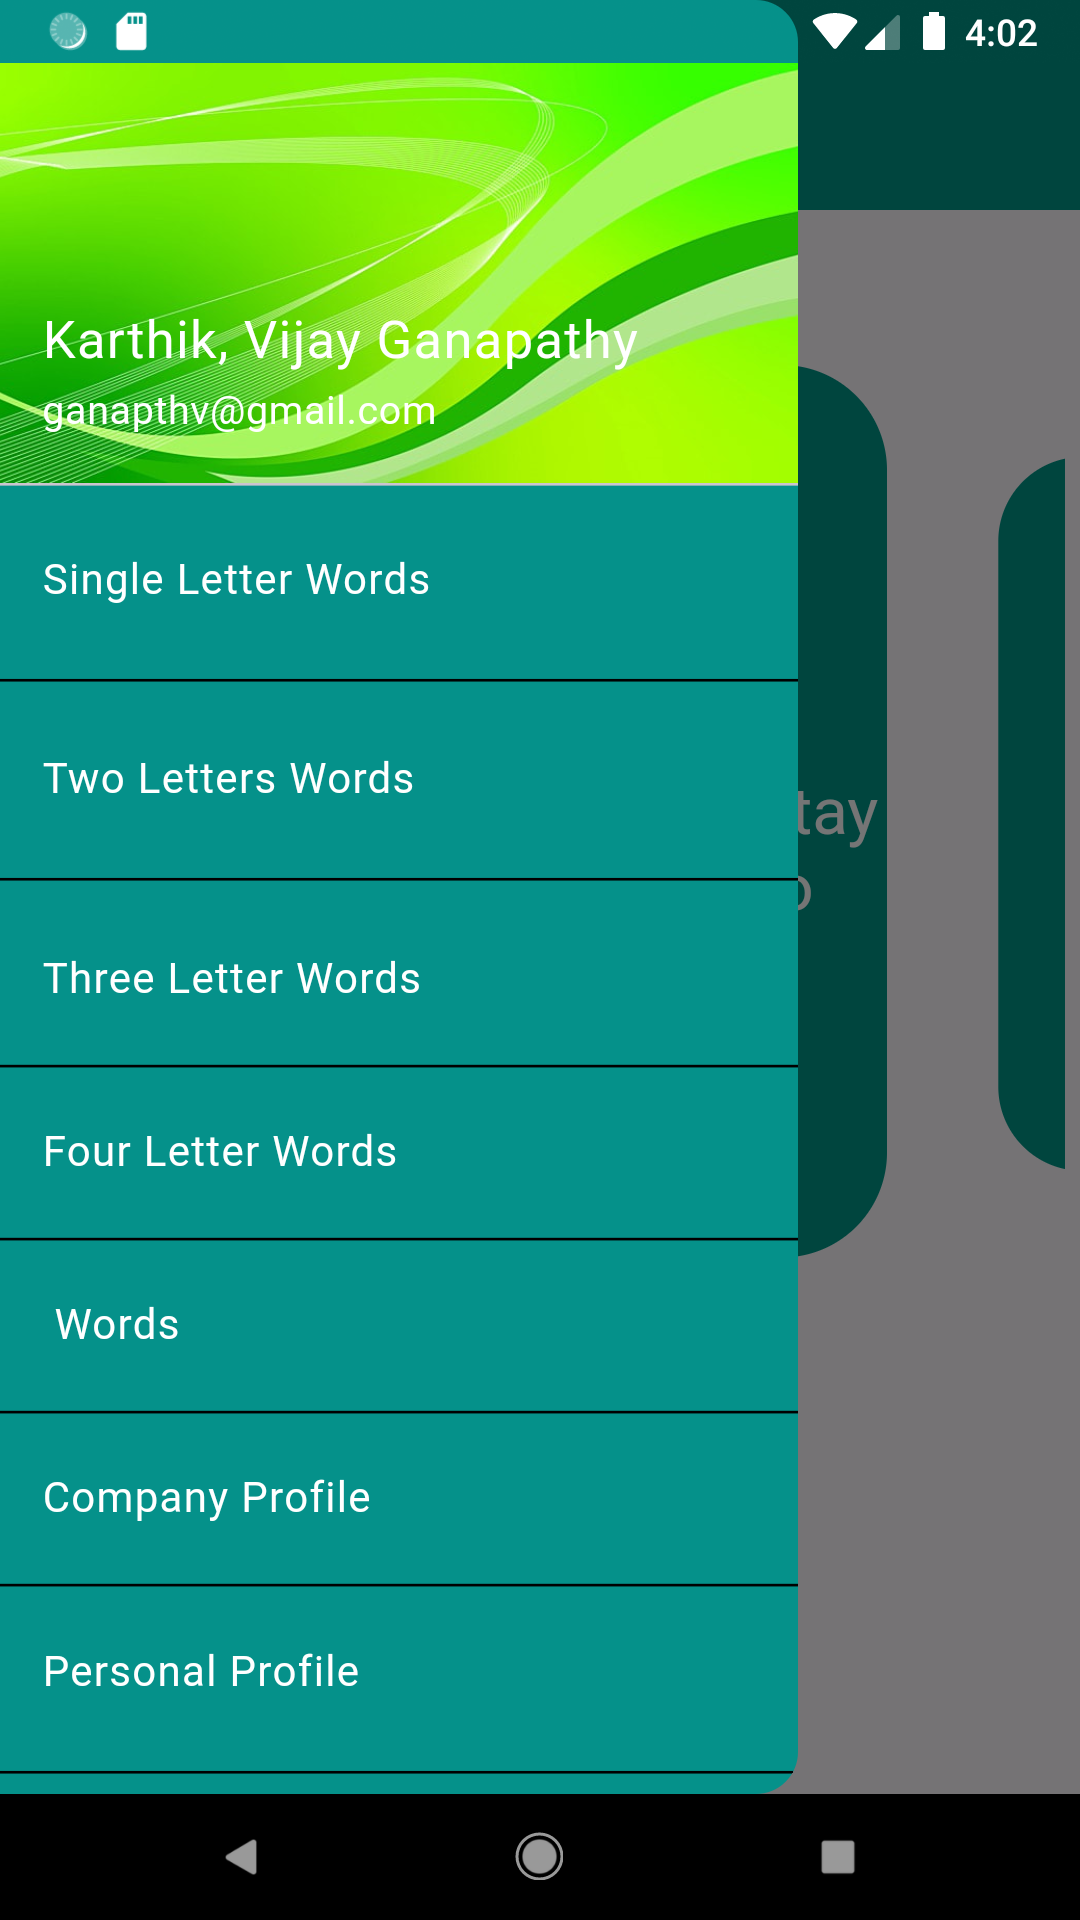 4:02
Karthik, Vijay Ganapathy
ganapthv@gmail.com
Single Letter Words
Two Letters Words
tay
Three Letter Words
Four Letter Words
Words
Company Profile
Personal Profile